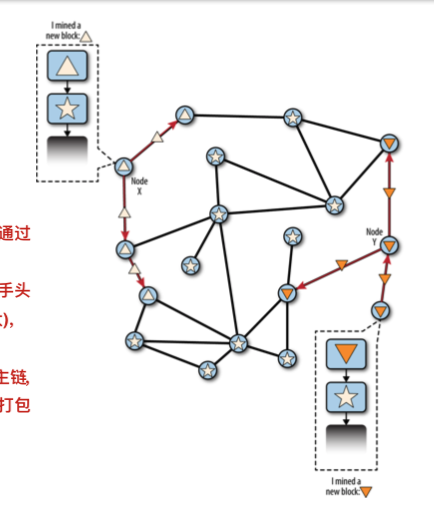 I mined a
new block:
Node
X
通过
Node
Y
手头
),
主链,
打包
I mined a
new block: